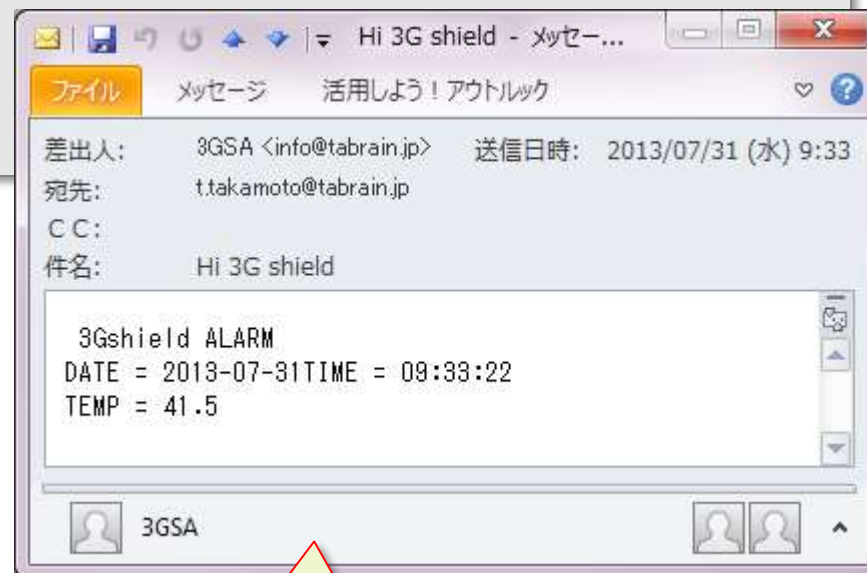 Hi 3G shield - メッセー...
ファイル メッセージ 活用しよう！アウトルック
差出人: 3GSA <info@tabrain.jp> 送信日時: 2013/07/31 (水) 9:33
宛先: t.takamoto@tabrain.jp
ＣＣ:
件名: Hi 3G shield
3Gshield ALARM
DATE = 2013-07-31TIME = 09:33:22
TEMP = 41.5
3GSA